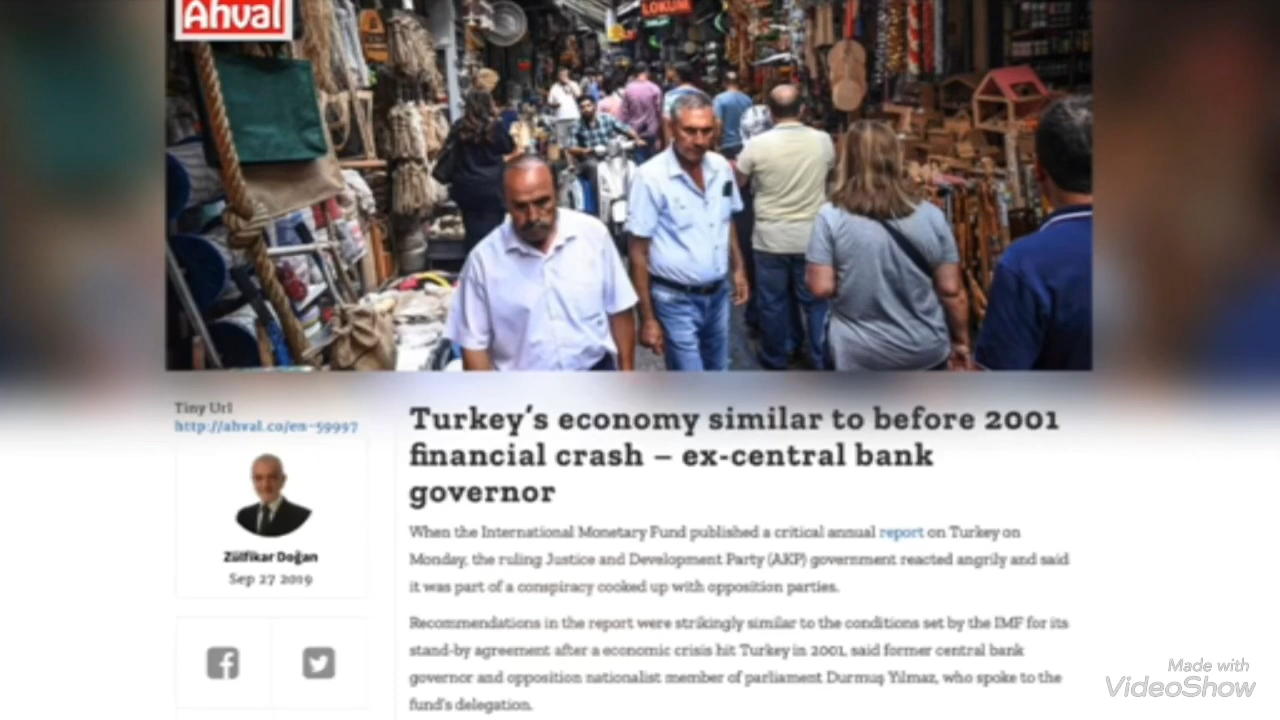 Ahval
LOKUM
Tiny Url
http://ahval.co/en-59997
Zülfikar Doğan
Sep 27 2019
Turkey's economy similar to before 2001
financial crash – ex-central bank
governor
When the International Monetary Fund published a critical annual report on Turkey on
Monday, the ruling Justice and Development Party (AKP) government reacted angrily and said
it was part of a conspiracy cooked up with opposition parties.
Recommendations in the report were strikingly similar to the conditions set by the IMF for its
stand-by agreement after a economic crisis hit Turkey in 2001, said former central bank
governor and opposition nationalist member of parliament Durmuş Yılmaz, who spoke to the
fund's delegation.
Made with
VideoShow